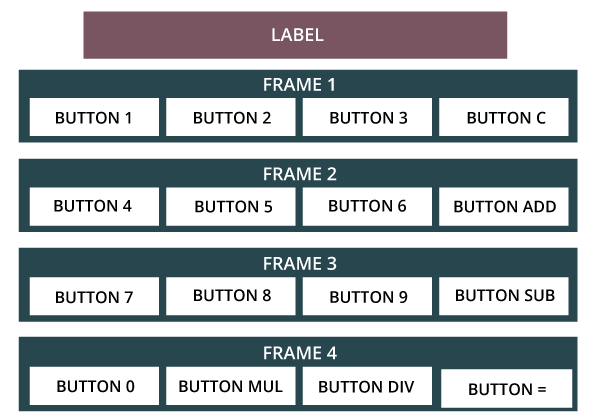 LABEL
FRAME 1
BUTTON 1 BUTTON 2 BUTTON 3 BUTTON C
FRAME 2
BUTTON 4 BUTTON 5 BUTTON 6 BUTTON ADD
FRAME 3
BUTTON 7 BUTTON 8 BUTTON 9 BUTTON SUB
FRAME 4
BUTTON 0 BUTTON MUL BUTTON DIV BUTTON =